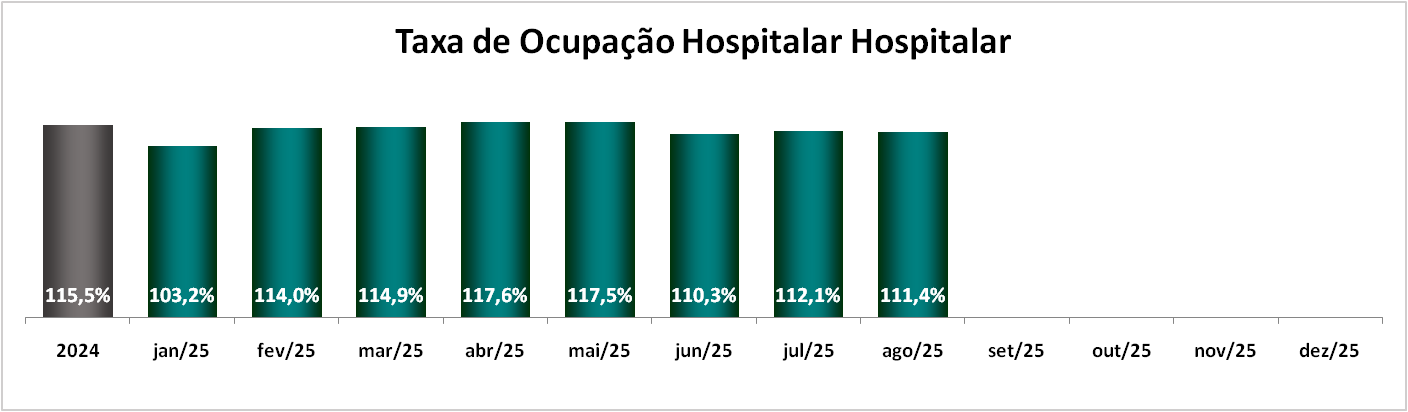 Taxa de Ocupação Hospitalar Hospitalar
115,5% 103,2% 114,0% 114,9% 117,6% 117,5% 110,3% 112,1% 111,4%
2024 jan/25 fev/25 mar/25 abr/25 mai/25 jun/25 jul/25 ago/25 set/25 out/25 nov/25 dez/25